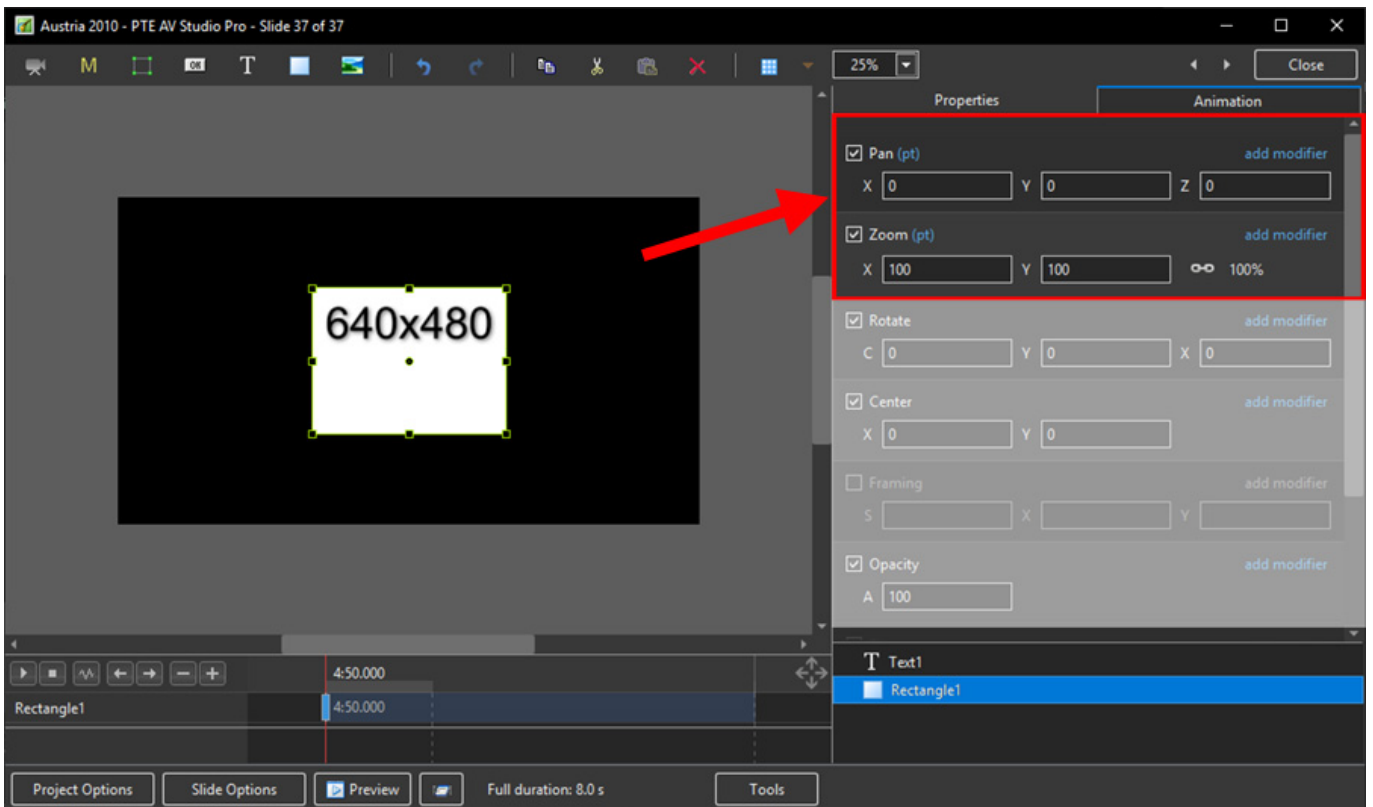 Austria 2010 - PTE AV Studio Pro - Slide 37 of 37
M OK T 25% Close
Properties Animation
Pan (pt) add modifier
X 0 Y 0 Z 0
Zoom (pt) add modifier
X 100 Y 100 100%
640x480
Rotate add modifier
C 0 Y 0 X 0
Center add modifier
X 0 Y 0
Framing add modifier
S X Y
Opacity add modifier
A 100
4:50.000
Rectangle1 4:50.000
T Text1
Rectangle1
Project Options Slide Options Preview Full duration: 8.0 s Tools